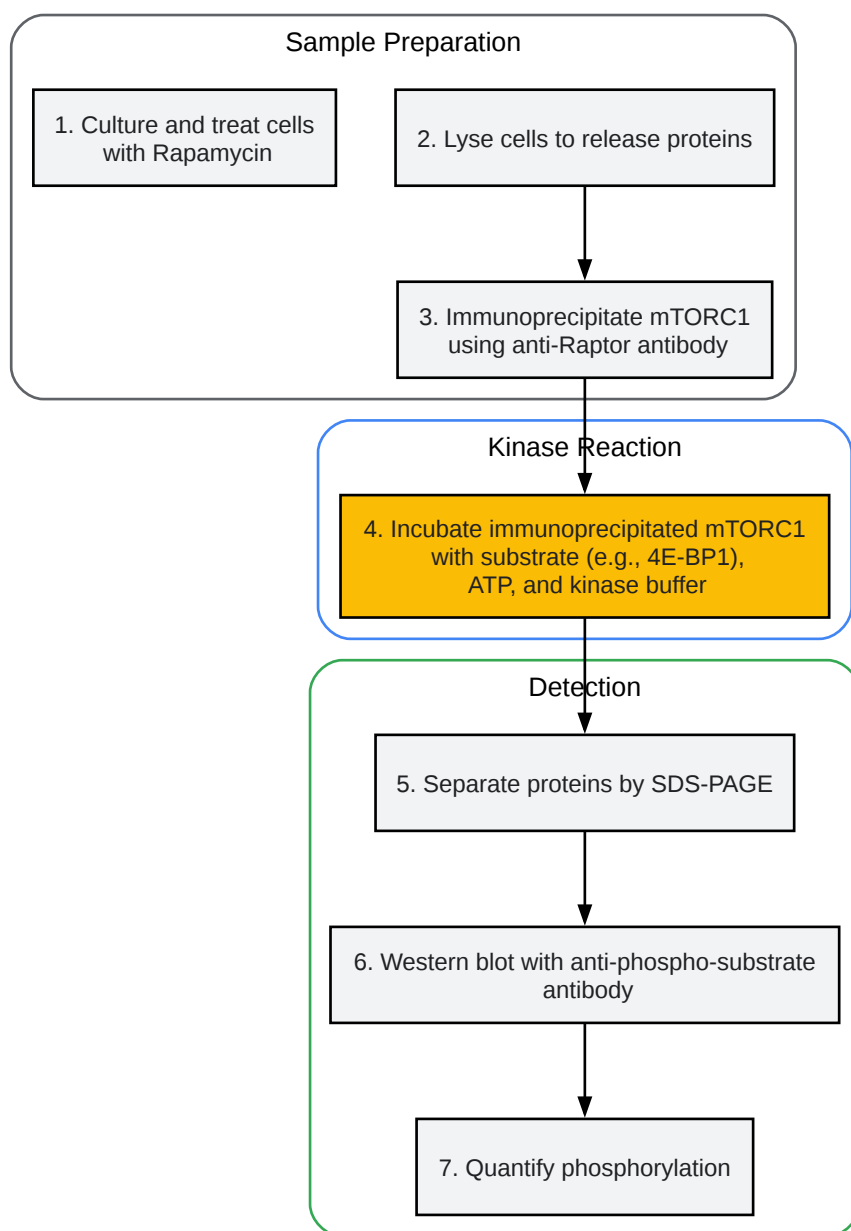 Sample Preparation
1. Culture and treat cells
with Rapamycin
2. Lyse cells to release proteins
3. Immunoprecipitate mTORC1
using anti-Raptor antibody
Kinase Reaction
4. Incubate immunoprecipitated mTORC1
with substrate (e.g., 4E-BP1),
ATP, and kinase buffer
Detection
5. Separate proteins by SDS-PAGE
6. Western blot with anti-phospho-substrate
antibody
7. Quantify phosphorylation